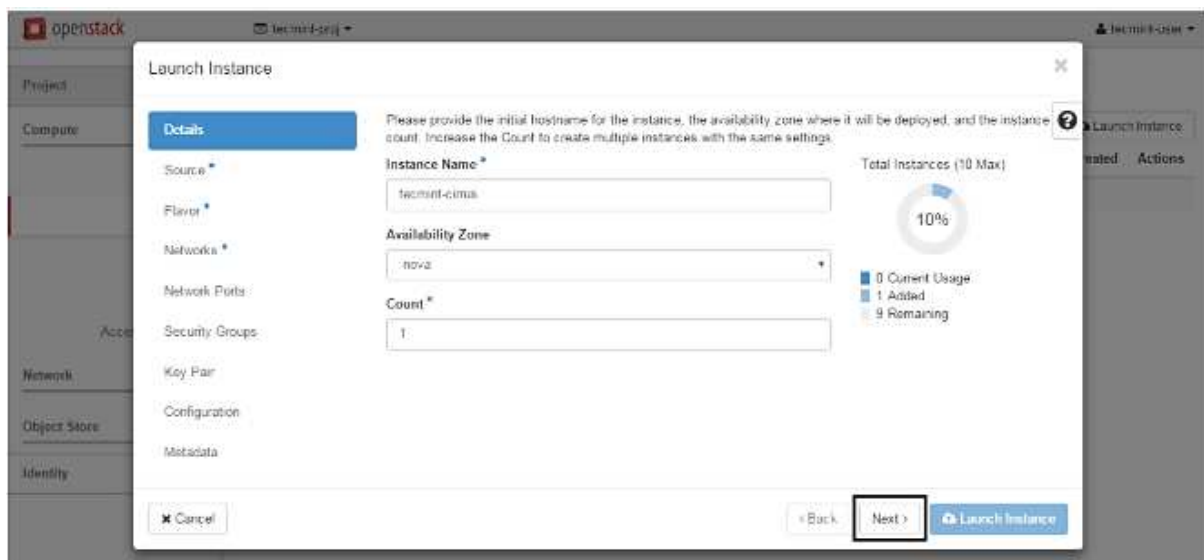 openstack
tecmint-proj
tecmint-user
Project
Launch Instance
Compute
Details
Please provide the initial hostname for the instance, the availability zone where it will be deployed, and the instance
count. Increase the Count to create multiple instances with the same settings.
Launch Instance
Source *
Instance Name *
Total Instances (10 Max)
Actions
Flavor *
10%
Networks *
Availability Zone
nova
0 Current Usage
Network Ports
1 Added
Count *
9 Remaining
Security Groups
1
Network
Key Pair
Configuration
Object Store
Metadata
Identity
Cancel
‹ Back
Next ›
Launch Instance